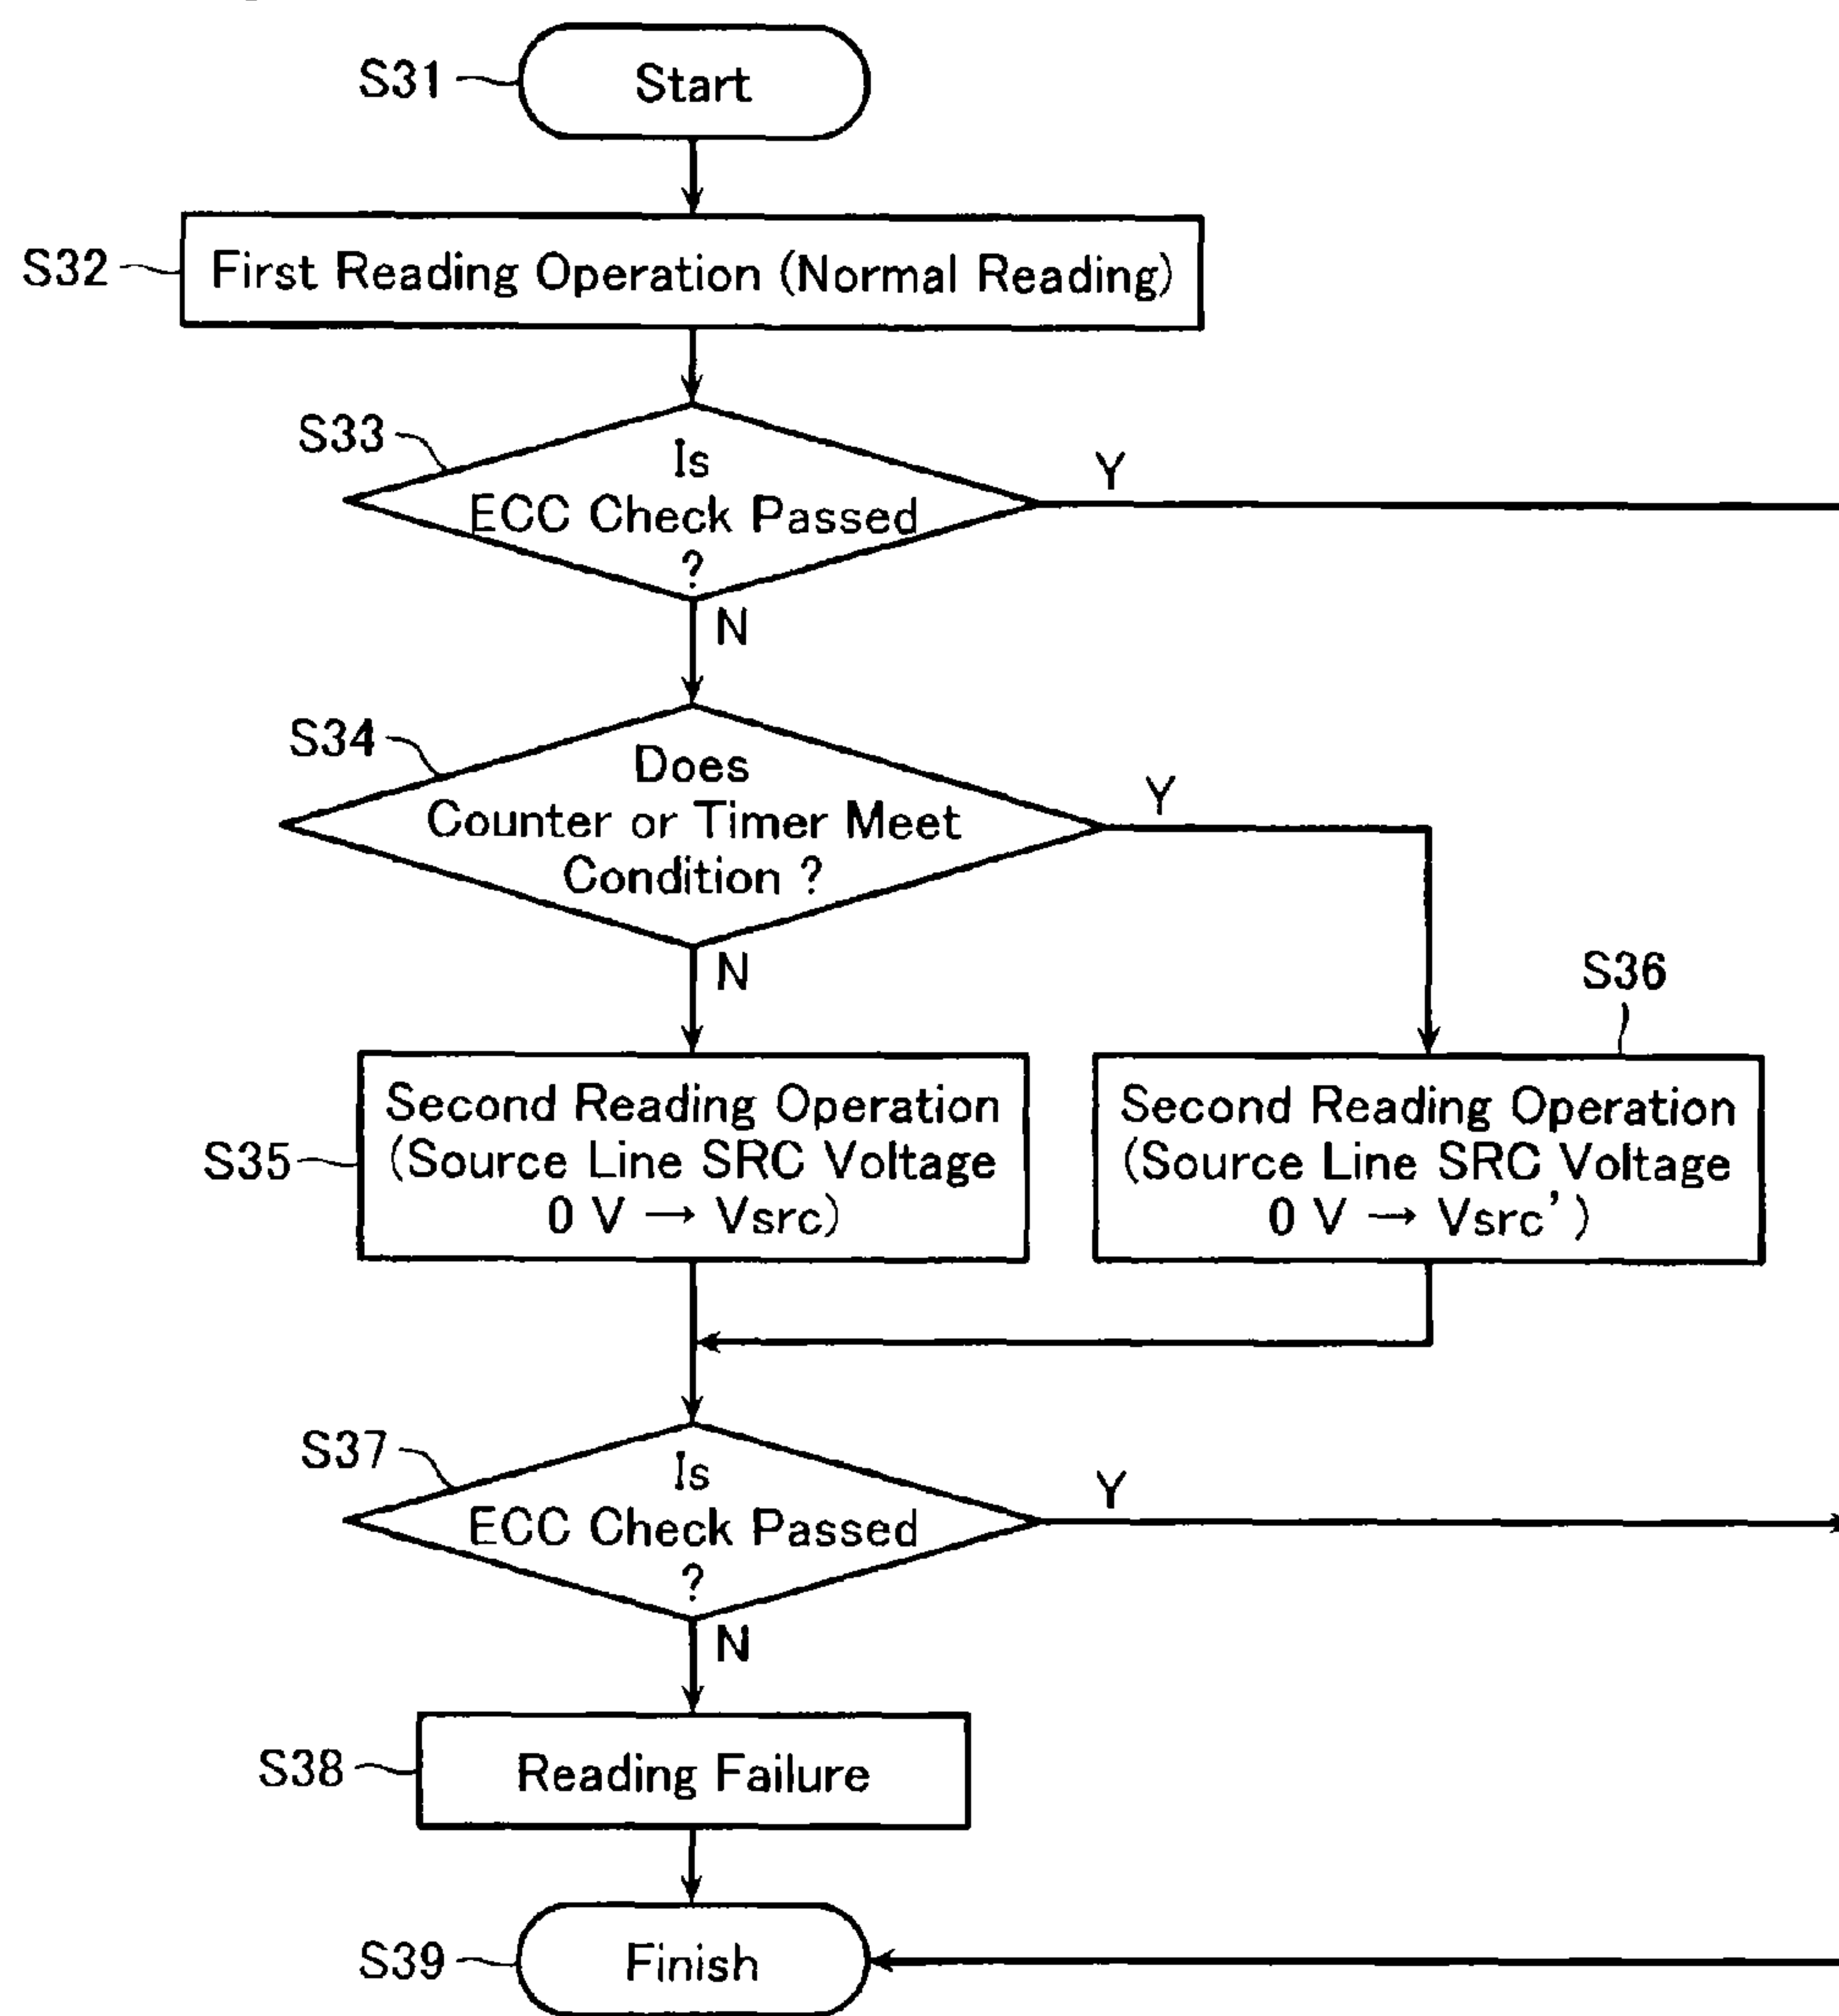 S31
Start
S32
First Reading Operation (Normal Reading)
S33
Is
ECC Check Passed
?
Y
N
S34
Does
Counter or Timer Meet
Condition ?
Y
N
S36
S35
Second Reading Operation
(Source Line SRC Voltage
0 V → Vsrc)
Second Reading Operation
(Source Line SRC Voltage
0 V → Vsrc’)
S37
Is
ECC Check Passed
?
Y
N
S38
Reading Failure
S39
Finish